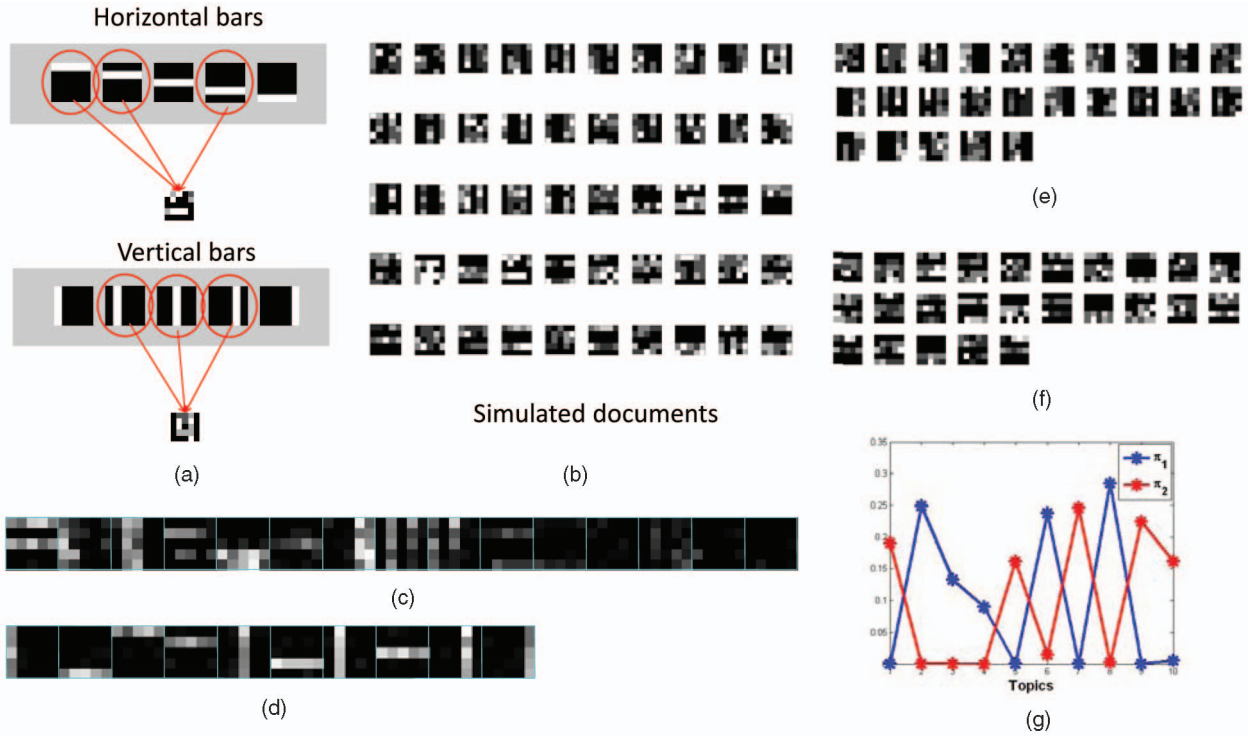 Horizontal bars
Vertical bars
(a)
Simulated documents
(b)
(c)
(d)
(e)
(f)
0.35
0.3
0.25
0.2
0.15
0.1
0.05
0
π1
π2
1 2 3 4 5 6 7 8 9 10
Topics
(g)